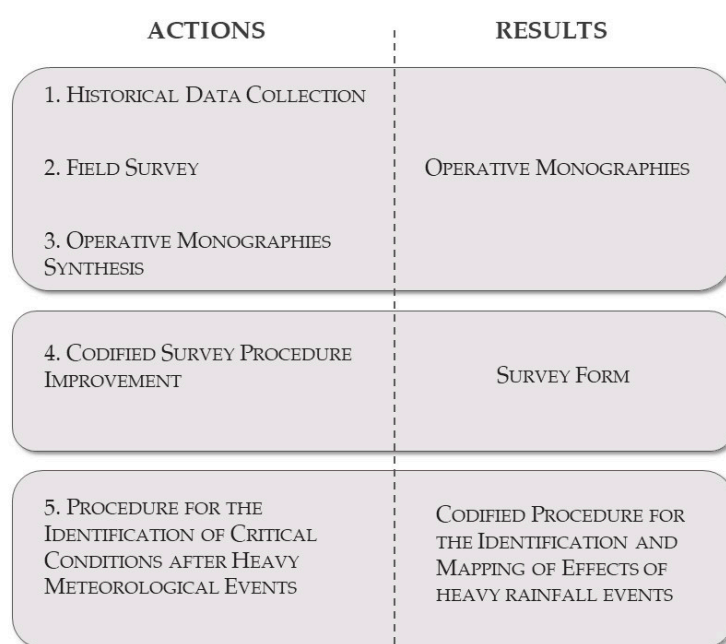 ACTIONS
RESULTS
1. HISTORICAL DATA COLLECTION
2. FIELD SURVEY
3. OPERATIVE MONOGRAPHIES
SYNTHESIS
OPERATIVE MONOGRAPHIES
4. CODIFIED SURVEY PROCEDURE
IMPROVEMENT
SURVEY FORM
5. PROCEDURE FOR THE
IDENTIFICATION OF CRITICAL
CONDITIONS AFTER HEAVY
METEOROLOGICAL EVENTS
CODIFIED PROCEDURE FOR
THE IDENTIFICATION AND
MAPPING OF EFFECTS OF
HEAVY RAINFALL EVENTS